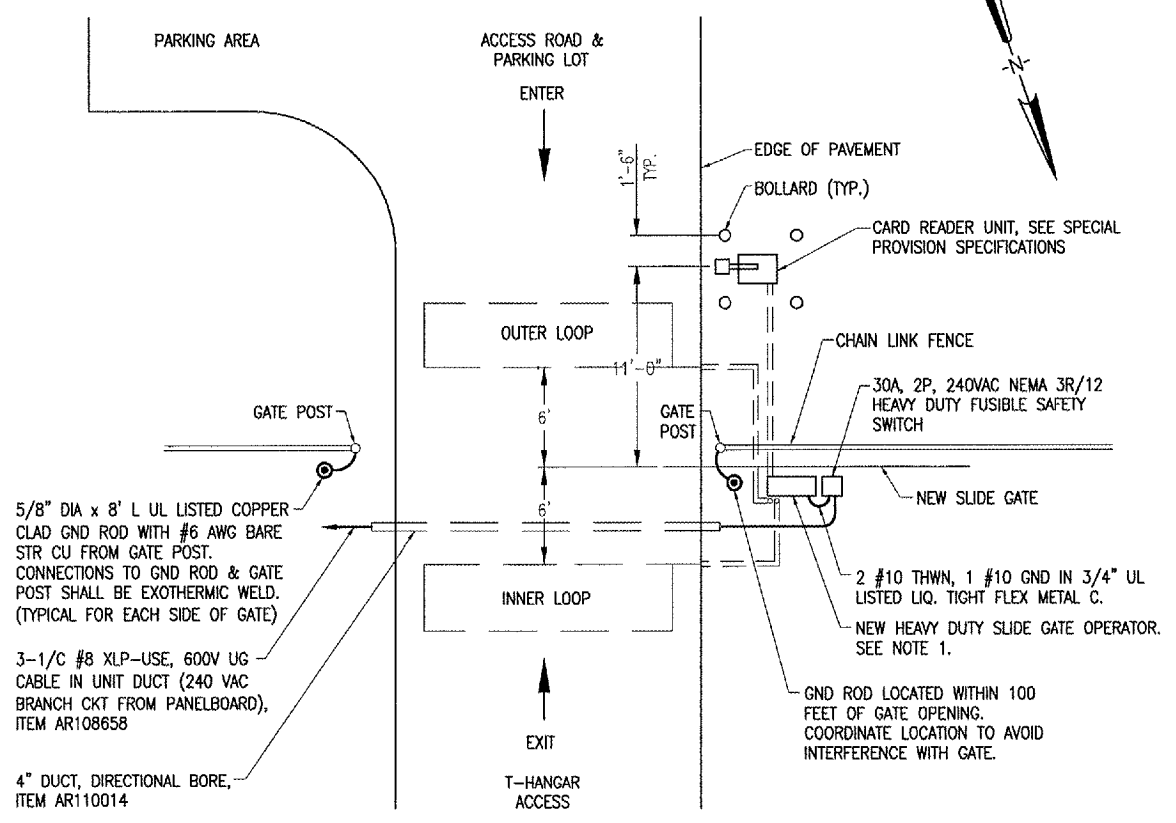 PARKING AREA
ACCESS ROAD &
PARKING LOT
ENTER
-N-
1'-6"
TYP.
EDGE OF PAVEMENT
BOLLARD (TYP.)
CARD READER UNIT, SEE SPECIAL
PROVISION SPECIFICATIONS
OUTER LOOP
11'-0"
CHAIN LINK FENCE
30A, 2P, 240VAC NEMA 3R/12
HEAVY DUTY FUSIBLE SAFETY
SWITCH
GATE POST
6'
GATE
POST
NEW SLIDE GATE
5/8" DIA x 8' L UL LISTED COPPER
CLAD GND ROD WITH #6 AWG BARE
STR CU FROM GATE POST.
CONNECTIONS TO GND ROD & GATE
POST SHALL BE EXOTHERMIC WELD.
(TYPICAL FOR EACH SIDE OF GATE)
6'
2 #10 THWN, 1 #10 GND IN 3/4" UL
LISTED LIQ. TIGHT FLEX METAL C.
INNER LOOP
NEW HEAVY DUTY SLIDE GATE OPERATOR.
SEE NOTE 1.
3-1/C #8 XLP-USE, 600V UG
CABLE IN UNIT DUCT (240 VAC
BRANCH CKT FROM PANELBOARD),
ITEM AR108658
GND ROD LOCATED WITHIN 100
FEET OF GATE OPENING.
COORDINATE LOCATION TO AVOID
INTERFERENCE WITH GATE.
EXIT
4" DUCT, DIRECTIONAL BORE,
ITEM AR110014
T-HANGAR
ACCESS